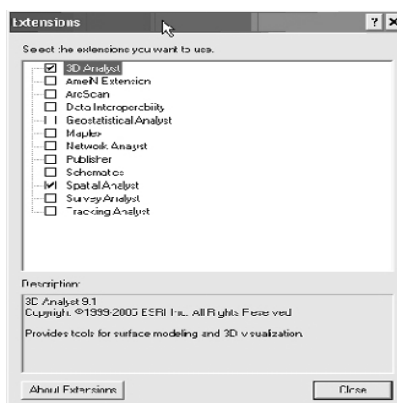 Extensions
Select the extensions you want to use.
3D Analyst
ArcScan
Data Interoperability
Geostatistical Analyst
Maplex
Network Analyst
Publisher
Schematics
Spatial Analyst
Survey Analyst
Tracking Analyst
Description:
3D Analyst 9.1
Copyright ©1999-2005 ESRI Inc. All Rights Reserved
Provides tools for surface modeling and 3D visualization.
About Extensions
Close